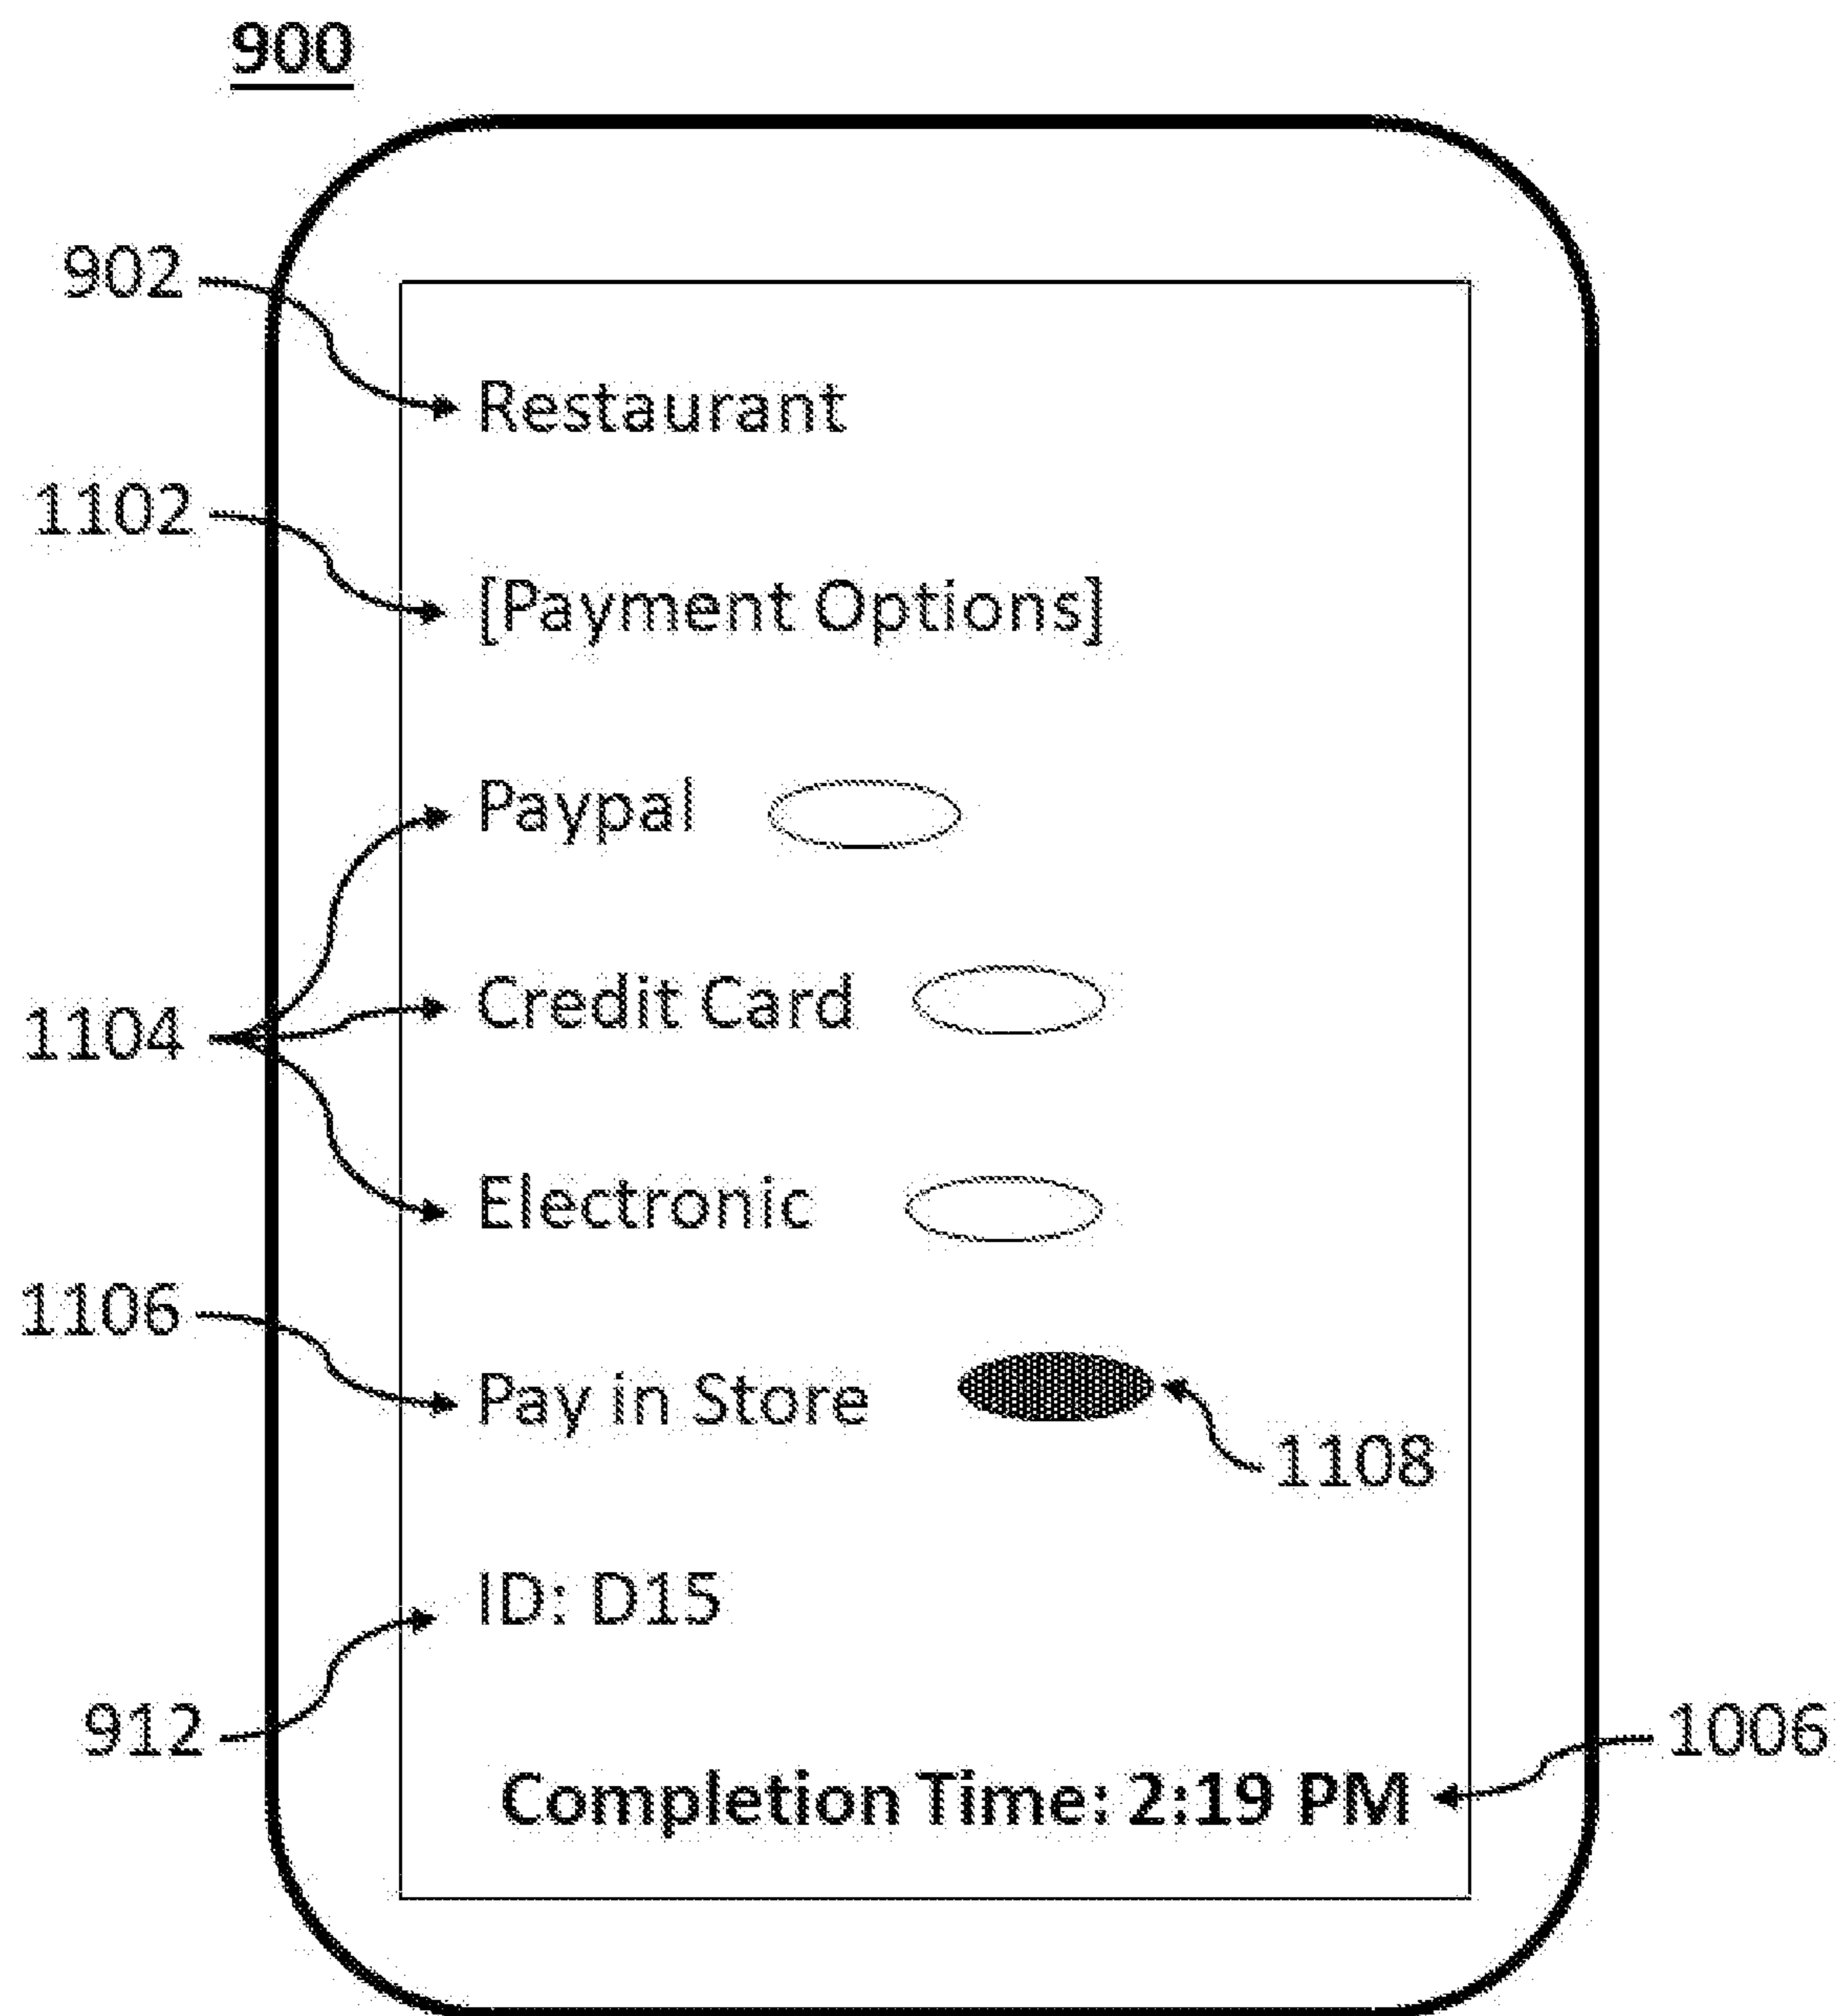 900
902
Restaurant
1102
[Payment Options]
Paypal
1104
Credit Card
Electronic
1106
Pay in Store
1108
ID: D15
912
1006
Completion Time: 2:19 PM